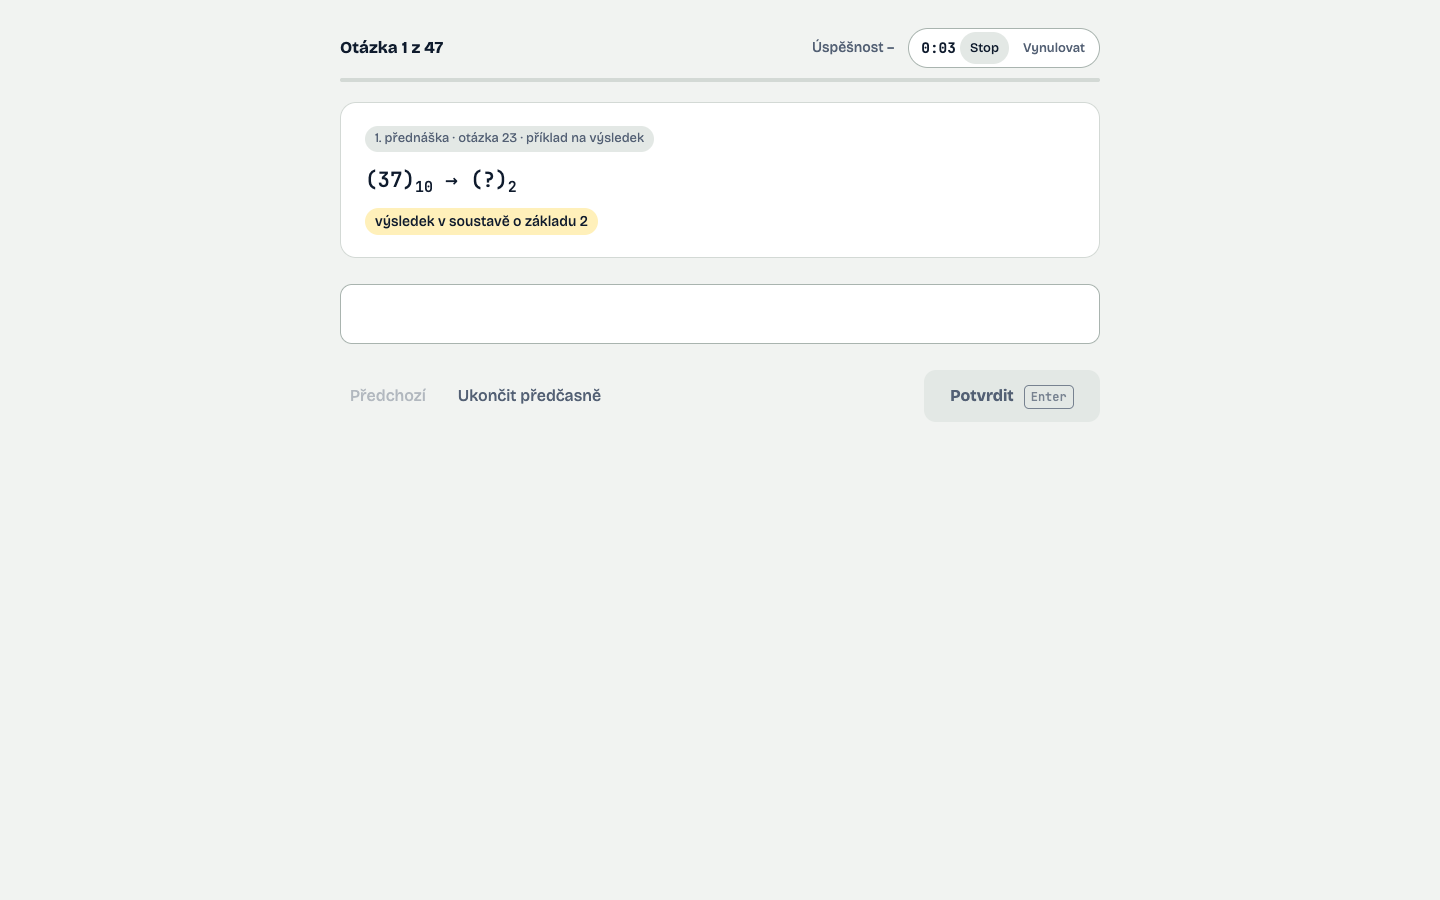 Otázka 1 z 47
Úspěšnost –
0:03 Stop Vynulovat
1. přednáška · otázka 23 · příklad na výsledek
(37)₁₀ → (?)₂
výsledek v soustavě o základu 2
Předchozí Ukončit předčasně Potvrdit Enter